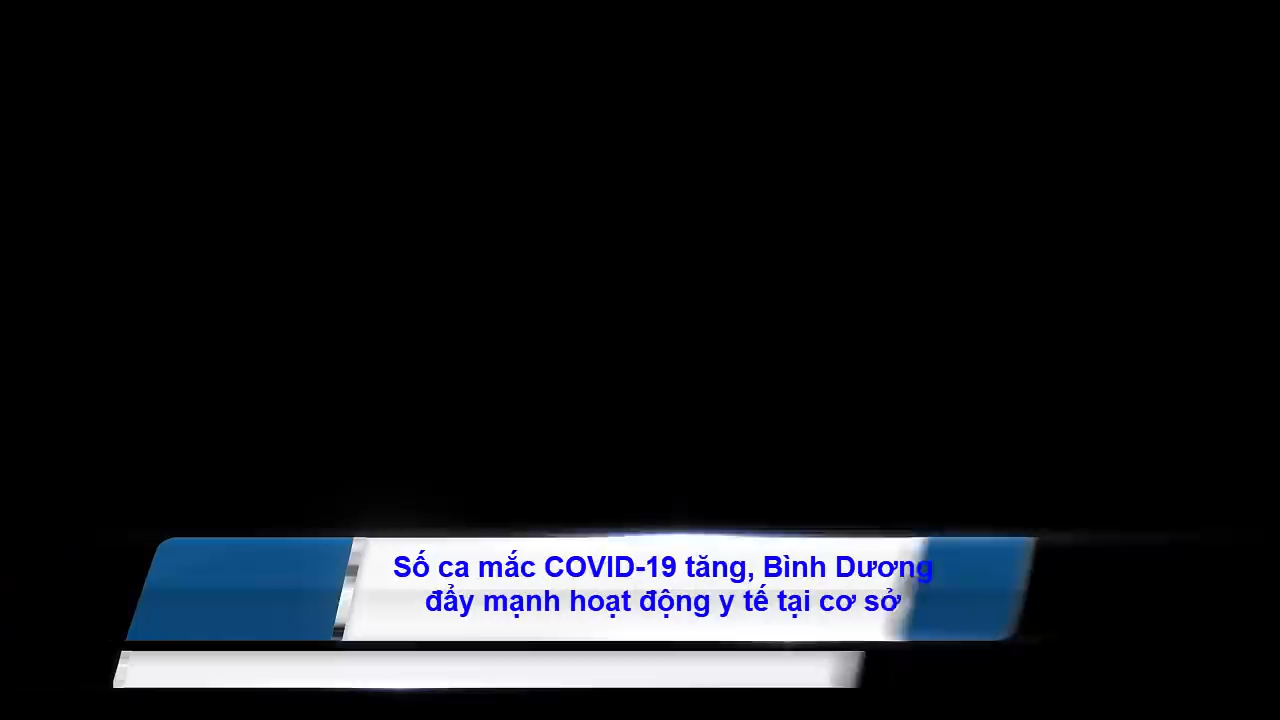 Số ca mắc COVID-19 tăng, Bình Dương
đẩy mạnh hoạt động y tế tại cơ sở